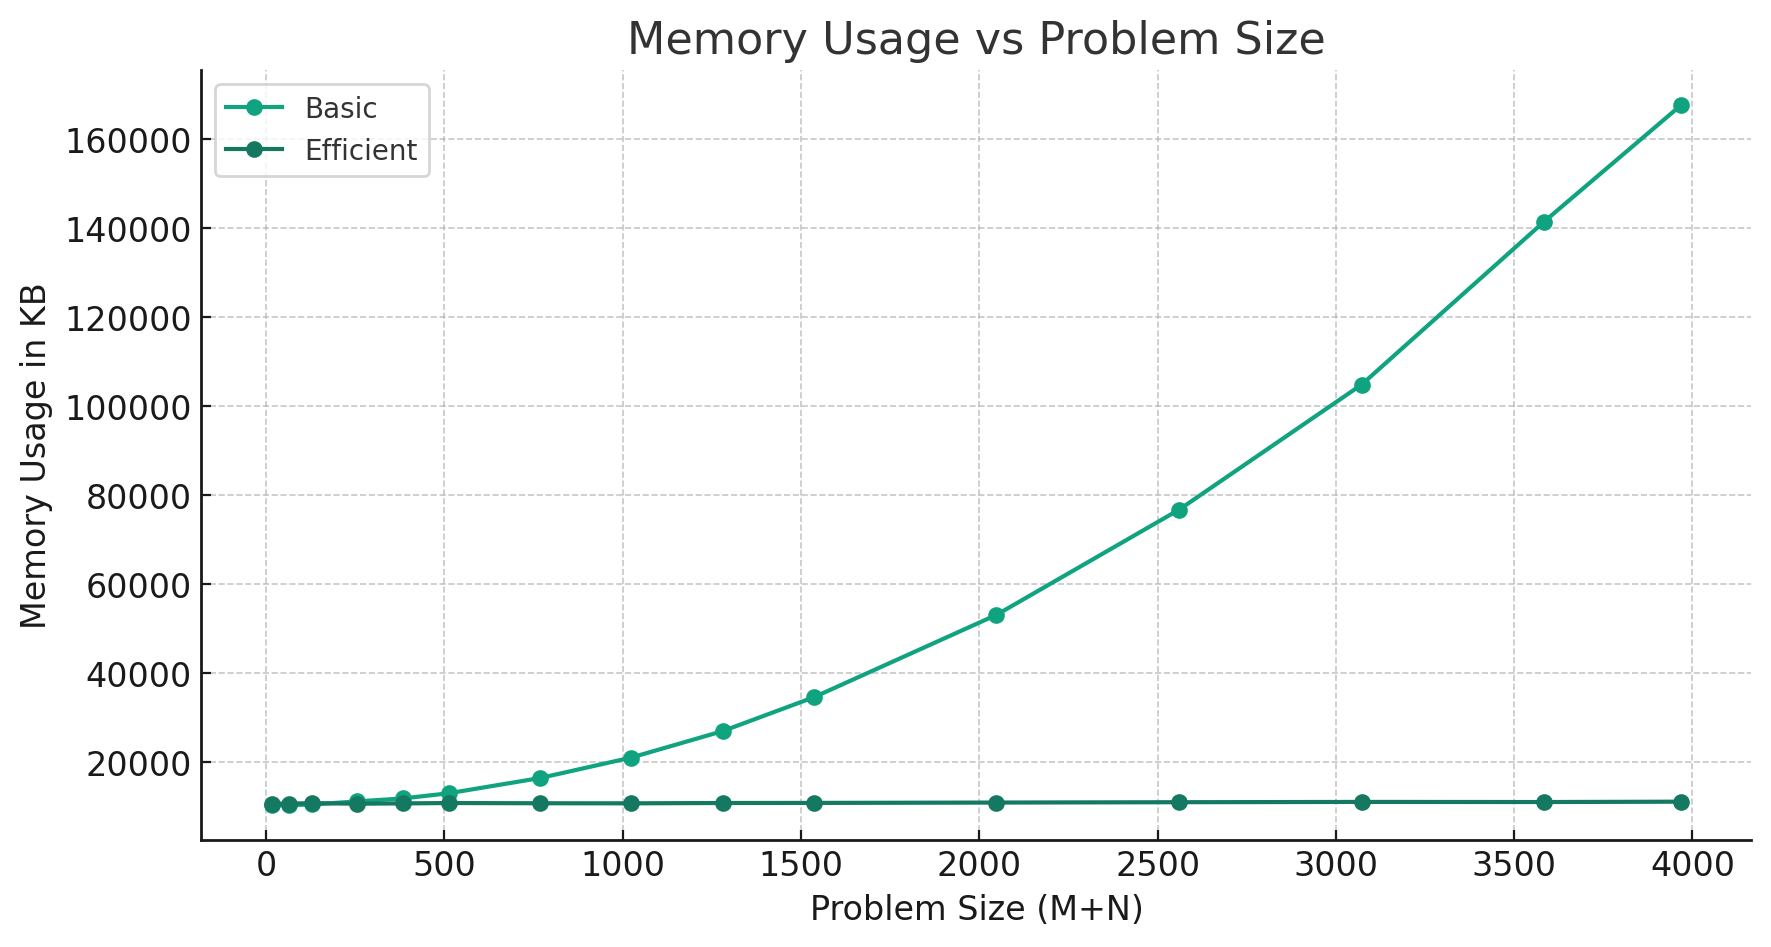 Memory Usage vs Problem Size
Basic
Efficient
Memory Usage in KB
160000
140000
120000
100000
80000
60000
40000
20000
0 500 1000 1500 2000 2500 3000 3500 4000
Problem Size (M+N)